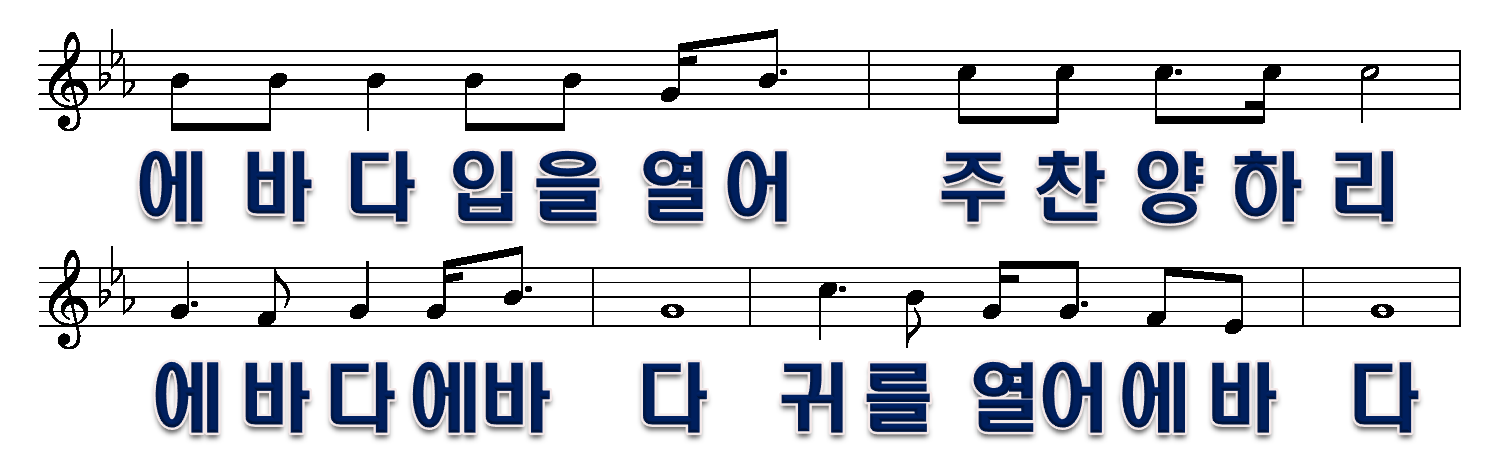 에 바 다 입 을 열 어 주 찬 양 하 리
에 바 다 에 바 다 귀 를 열 어 에 바 다